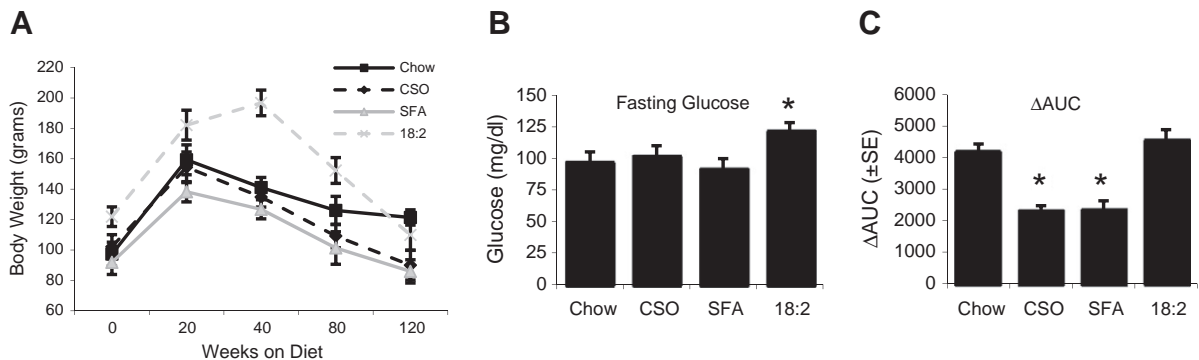 A
Body Weight (grams)
220
200
180
160
140
120
100
80
60
0 20 40 80 120
Weeks on Diet
Chow
CSO
SFA
18:2
B
Glucose (mg/dl)
150
125
100
75
50
25
0
Fasting Glucose
*
Chow CSO SFA 18:2
C
ΔAUC (±SE)
6000
5000
4000
3000
2000
1000
0
ΔAUC
* *
Chow CSO SFA 18:2